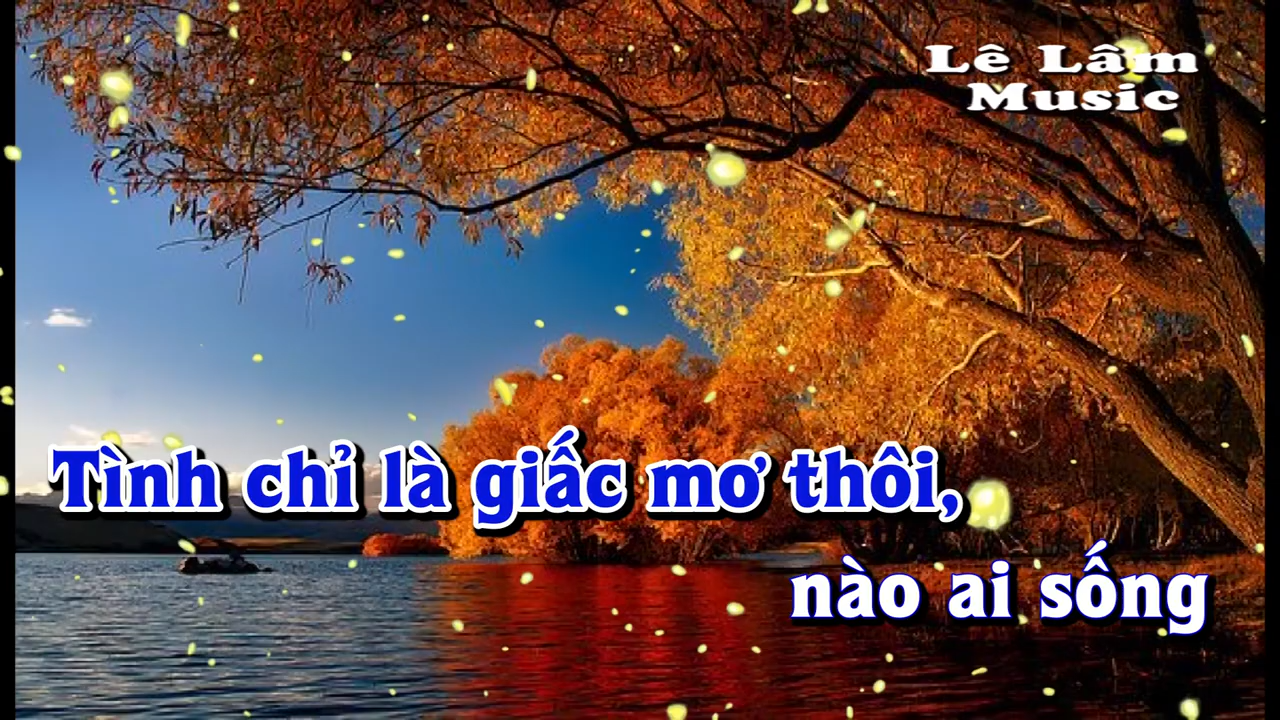 Lê Lâm
Music
Tình chỉ là giấc mơ thôi,
nào ai sống